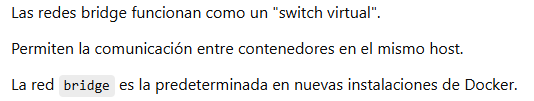 Las redes bridge funcionan como un "switch virtual".
Permiten la comunicación entre contenedores en el mismo host.
La red bridge es la predeterminada en nuevas instalaciones de Docker.